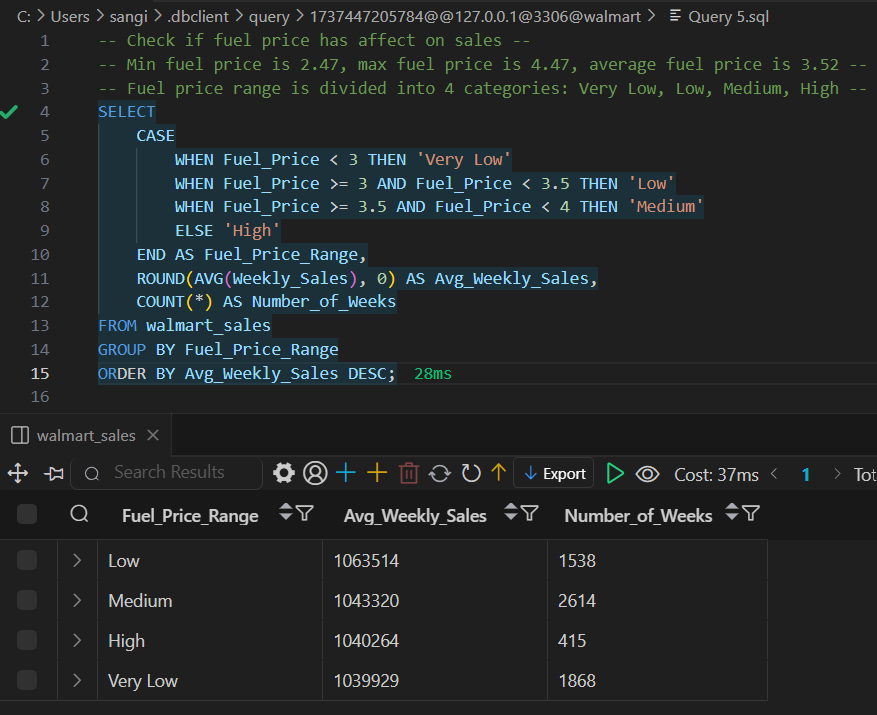 C: > Users > sangi > .dbclient > query > 1737447205784@@127.0.0.1@3306@walmart > Query 5.sql
1 -- Check if fuel price has affect on sales --
2 -- Min fuel price is 2.47, max fuel price is 4.47, average fuel price is 3.52 --
3 -- Fuel price range is divided into 4 categories: Very Low, Low, Medium, High --
4 SELECT
5     CASE
6         WHEN Fuel_Price < 3 THEN 'Very Low'
7         WHEN Fuel_Price >= 3 AND Fuel_Price < 3.5 THEN 'Low'
8         WHEN Fuel_Price >= 3.5 AND Fuel_Price < 4 THEN 'Medium'
9         ELSE 'High'
10     END AS Fuel_Price_Range,
11     ROUND(AVG(Weekly_Sales), 0) AS Avg_Weekly_Sales,
12     COUNT(*) AS Number_of_Weeks
13 FROM walmart_sales
14 GROUP BY Fuel_Price_Range
15 ORDER BY Avg_Weekly_Sales DESC; 28ms
16
walmart_sales
Search Results Export Cost: 37ms < 1 > Tot
Fuel_Price_Range Avg_Weekly_Sales Number_of_Weeks
Low 1063514 1538
Medium 1043320 2614
High 1040264 415
Very Low 1039929 1868